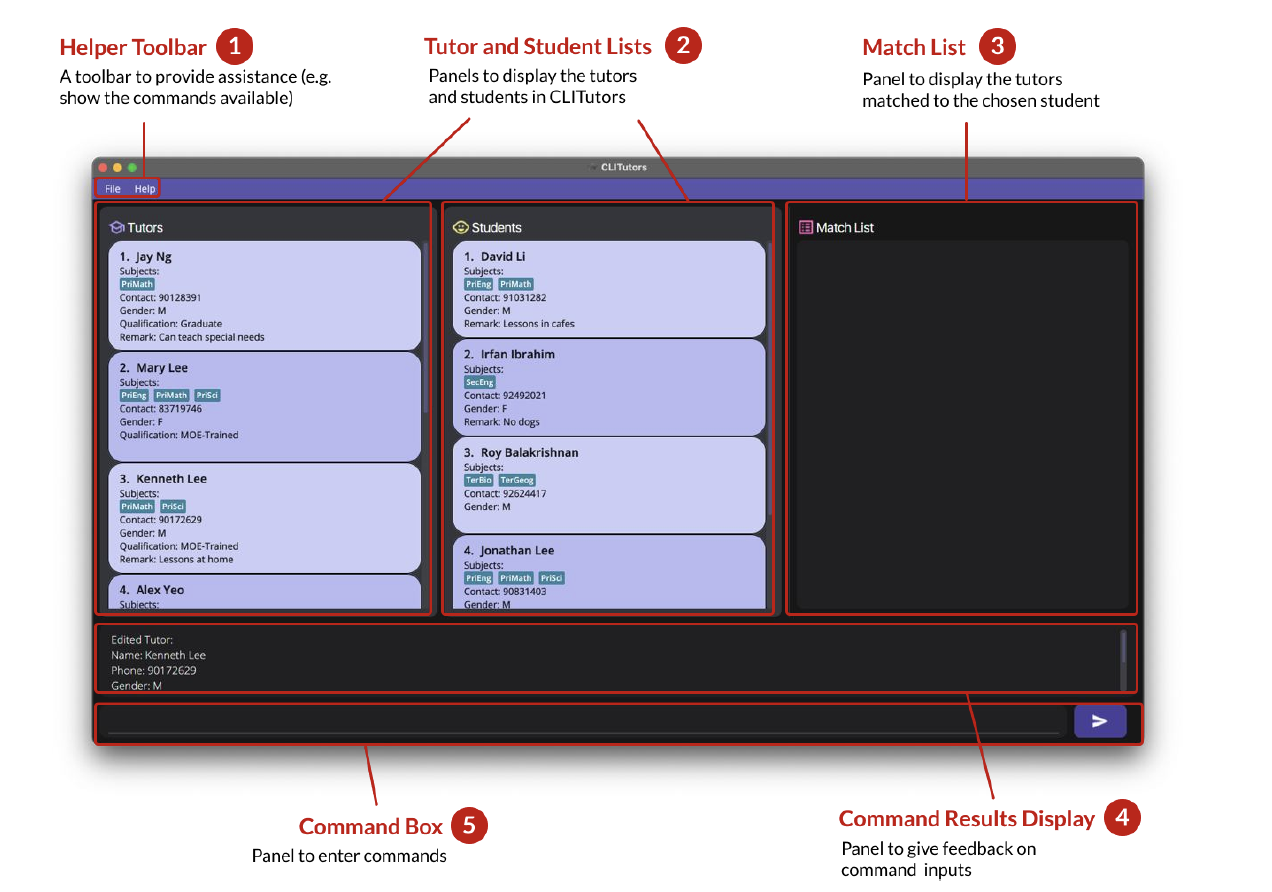 Helper Toolbar 1
A toolbar to provide assistance (e.g.
show the commands available)
Tutor and Student Lists 2
Panels to display the tutors
and students in CLITutors
Match List 3
Panel to display the tutors
matched to the chosen student
CLITutors
File Help
Tutors
1. Jay Ng
Subjects:
PriMath
Contact: 90128391
Gender: M
Qualification: Graduate
Remark: Can teach special needs
2. Mary Lee
Subjects:
PriEng PriMath PriSci
Contact: 83719746
Gender: F
Qualification: MOE-Trained
3. Kenneth Lee
Subjects:
PriMath PriSci
Contact: 90172629
Gender: M
Qualification: MOE-Trained
Remark: Lessons at home
4. Alex Yeo
Subjects:
Students
1. David Li
Subjects:
PriEng PriMath
Contact: 91031282
Gender: M
Remark: Lessons in cafes
2. Irfan Ibrahim
Subjects:
SecEng
Contact: 92492021
Gender: F
Remark: No dogs
3. Roy Balakrishnan
Subjects:
TerBio TerGeog
Contact: 92624417
Gender: M
4. Jonathan Lee
Subjects:
PriEng PriMath PriSci
Contact: 90831403
Gender: M
Match List
Edited Tutor:
Name: Kenneth Lee
Phone: 90172629
Gender: M
Command Box 5
Panel to enter commands
Command Results Display 4
Panel to give feedback on
command inputs